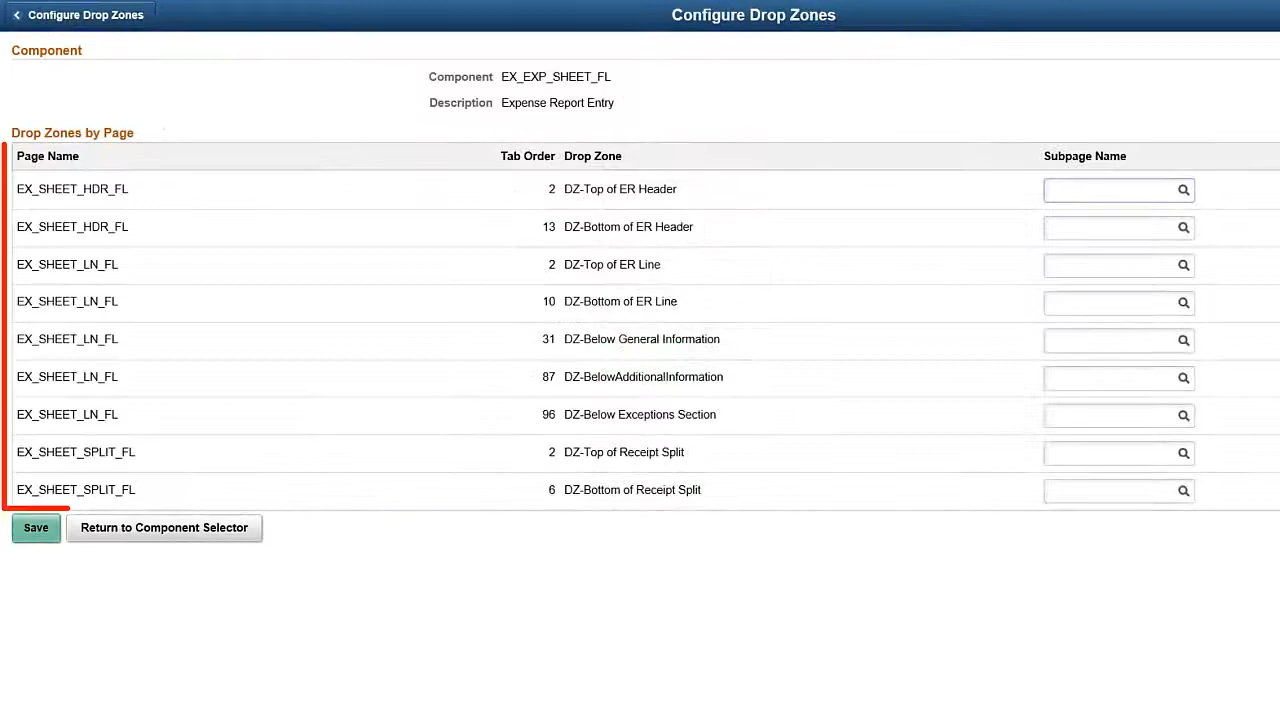 Configure Drop Zones
Configure Drop Zones
Component
Component EX_EXP_SHEET_FL
Description Expense Report Entry
Drop Zones by Page
Page Name Tab Order Drop Zone Subpage Name
EX_SHEET_HDR_FL 2 DZ-Top of ER Header
EX_SHEET_HDR_FL 13 DZ-Bottom of ER Header
EX_SHEET_LN_FL 2 DZ-Top of ER Line
EX_SHEET_LN_FL 10 DZ-Bottom of ER Line
EX_SHEET_LN_FL 31 DZ-Below General Information
EX_SHEET_LN_FL 87 DZ-BelowAdditionalInformation
EX_SHEET_LN_FL 96 DZ-Below Exceptions Section
EX_SHEET_SPLIT_FL 2 DZ-Top of Receipt Split
EX_SHEET_SPLIT_FL 6 DZ-Bottom of Receipt Split
Save Return to Component Selector